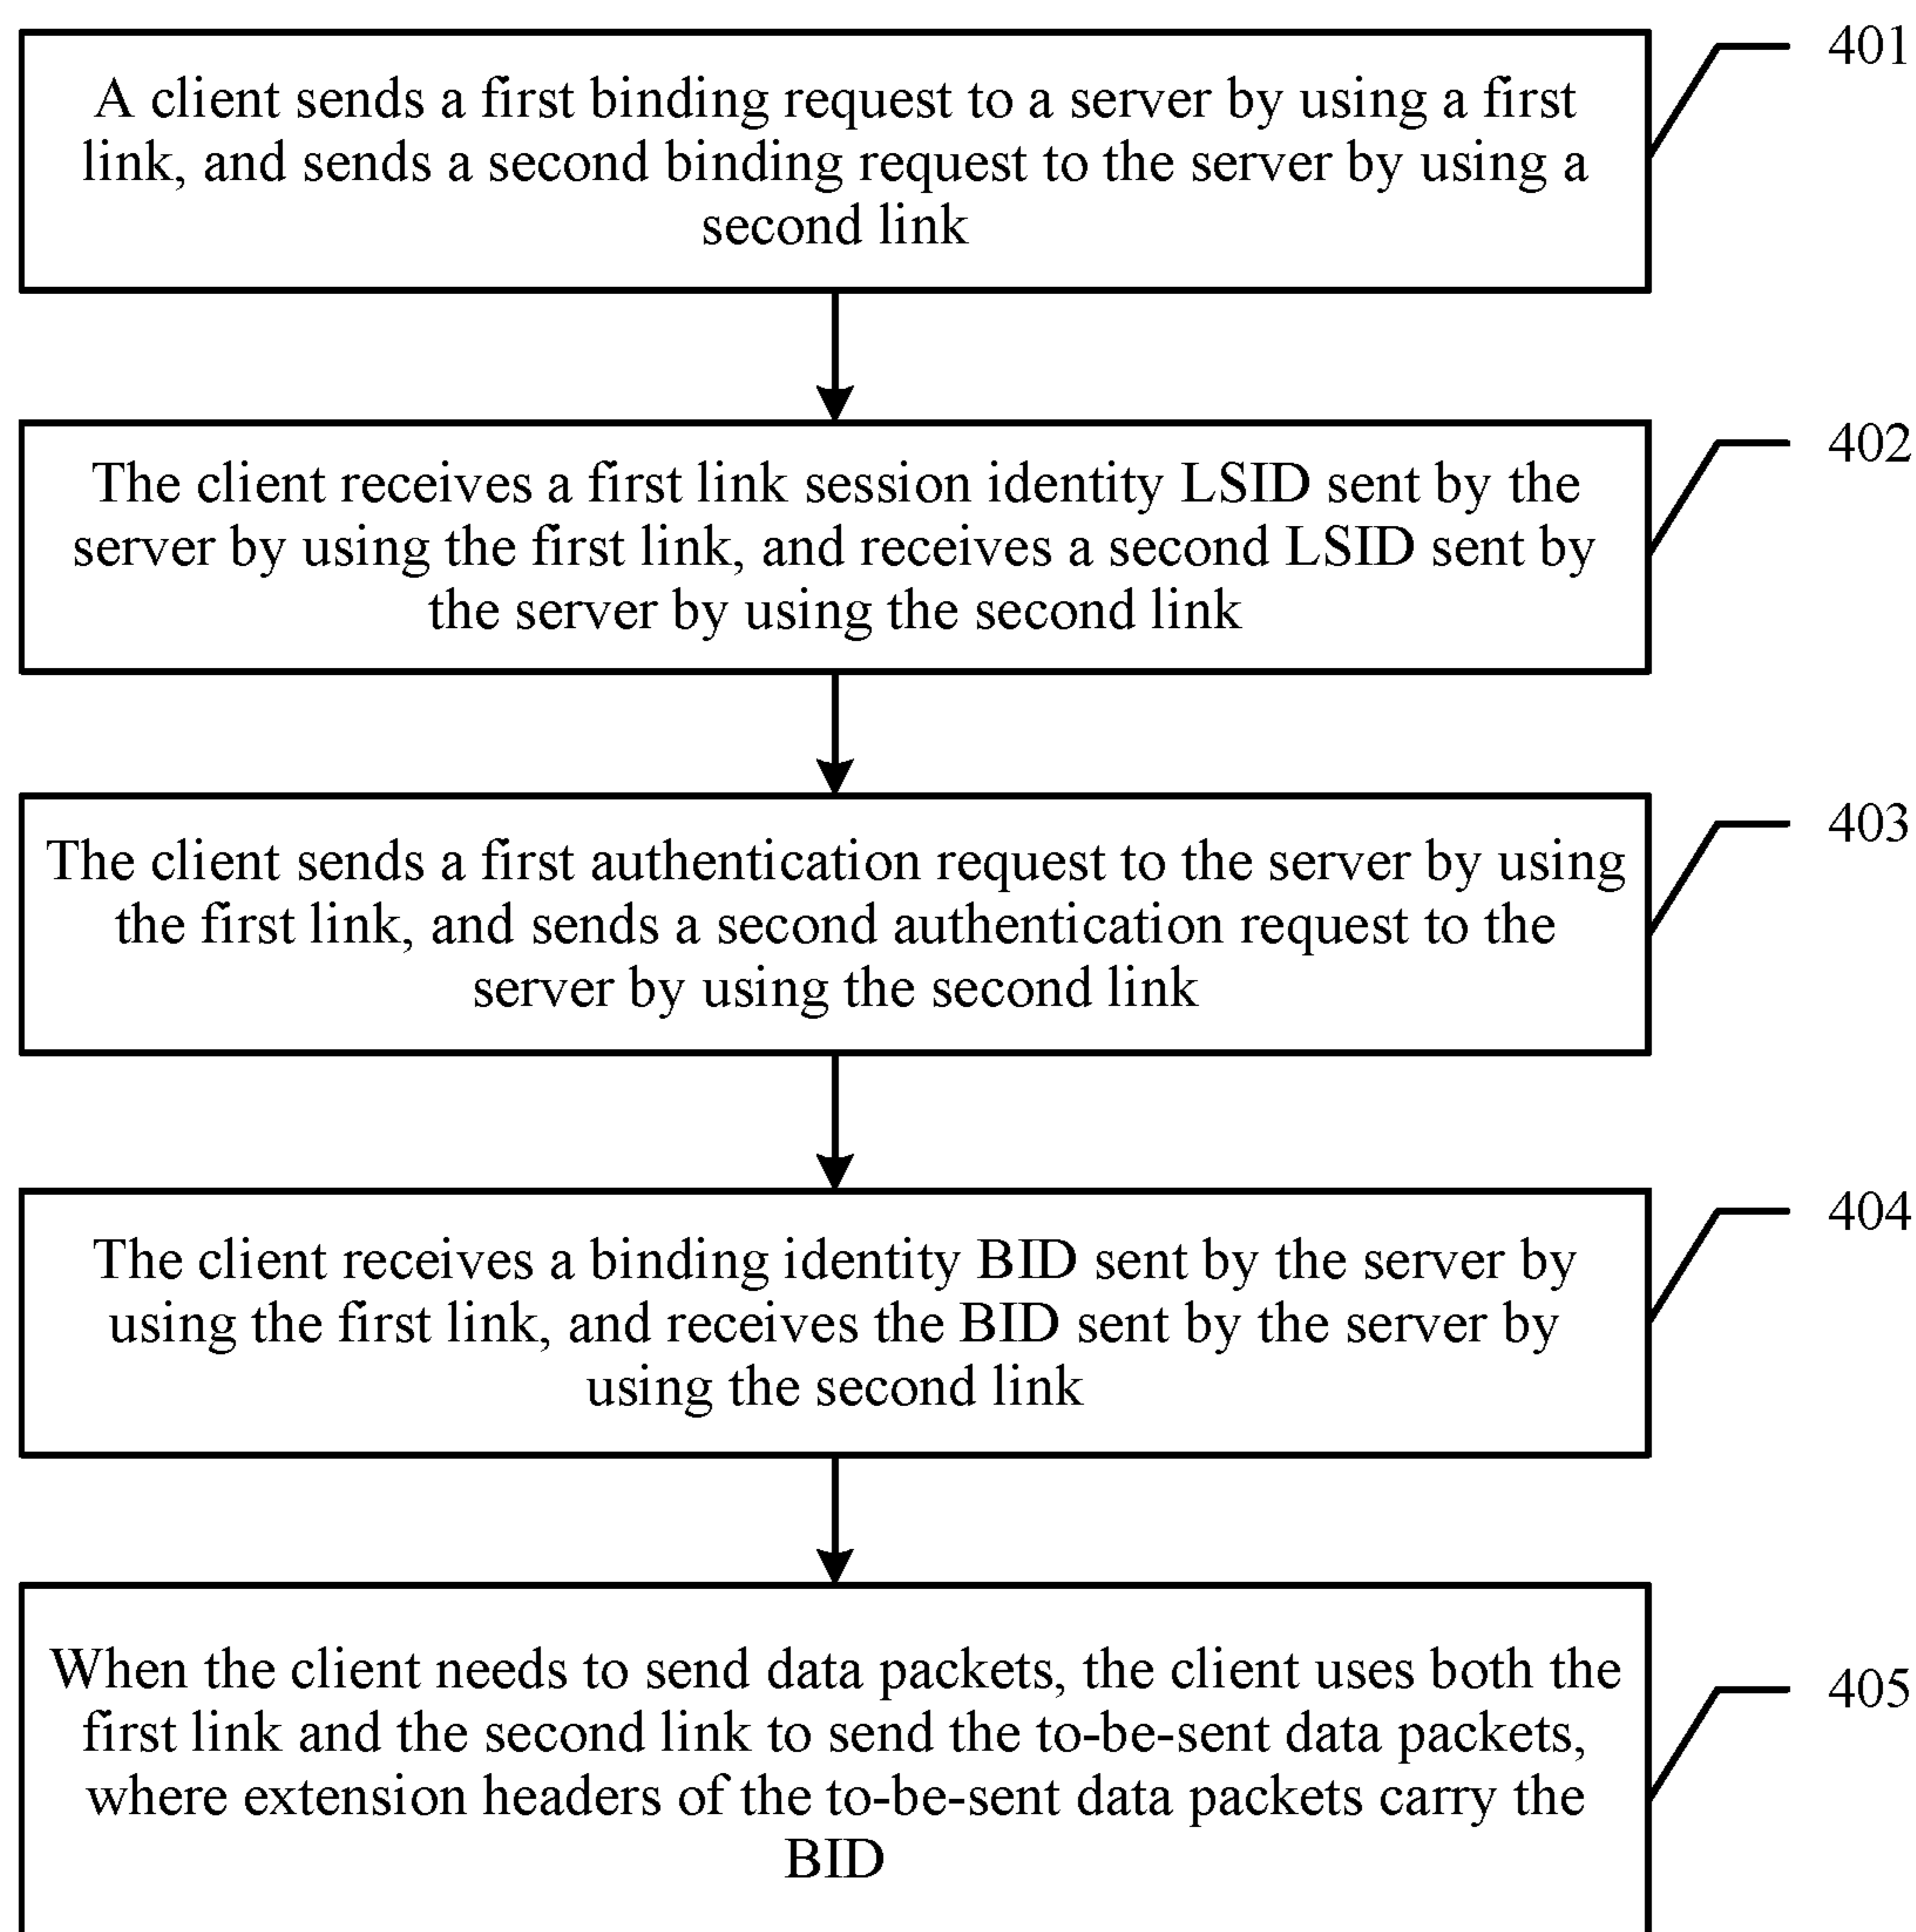 A client sends a first binding request to a server by using a first
link, and sends a second binding request to the server by using a
second link
401
The client receives a first link session identity LSID sent by the
server by using the first link, and receives a second LSID sent by
the server by using the second link
402
The client sends a first authentication request to the server by using
the first link, and sends a second authentication request to the
server by using the second link
403
The client receives a binding identity BID sent by the server by
using the first link, and receives the BID sent by the server by
using the second link
404
When the client needs to send data packets, the client uses both the
first link and the second link to send the to-be-sent data packets,
where extension headers of the to-be-sent data packets carry the
BID
405